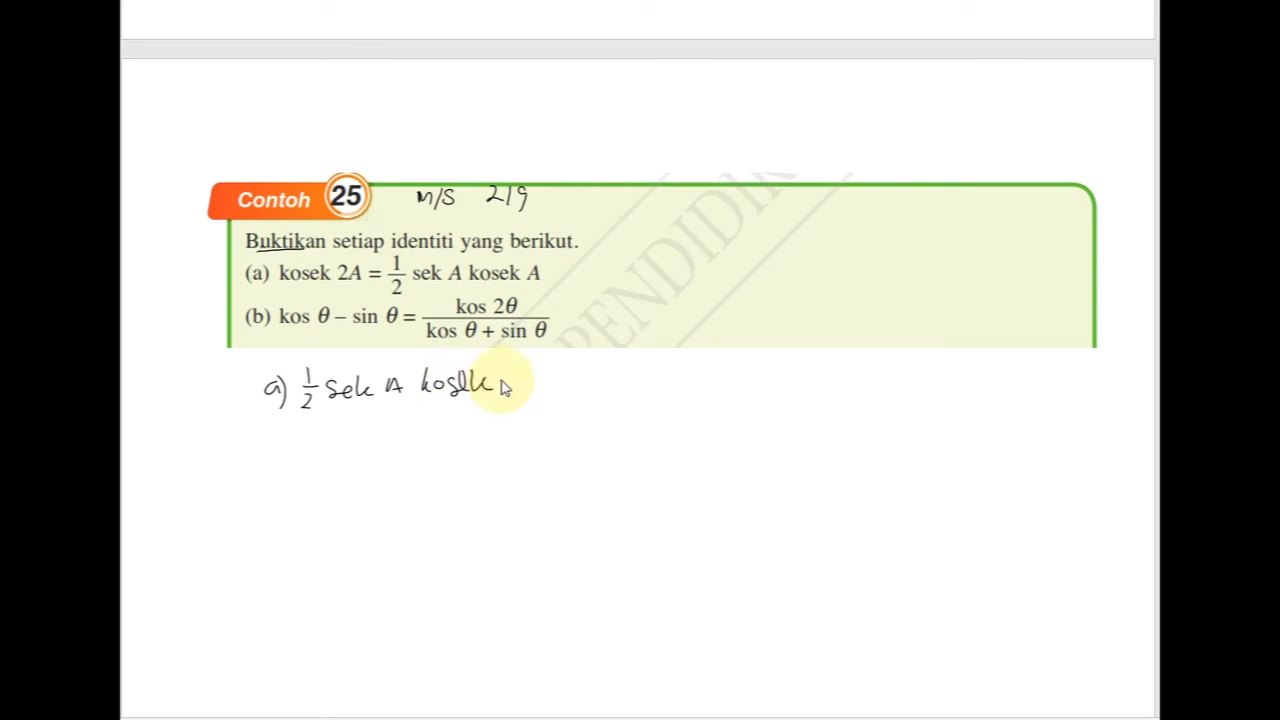 Contoh 25 m/s 219
Buktikan setiap identiti yang berikut.
(a) kosek 2A = 1/2 sek A kosek A
(b) kos θ – sin θ = kos 2θ / kos θ + sin θ
a) 1/2 sek A kosek
PENDIDIK